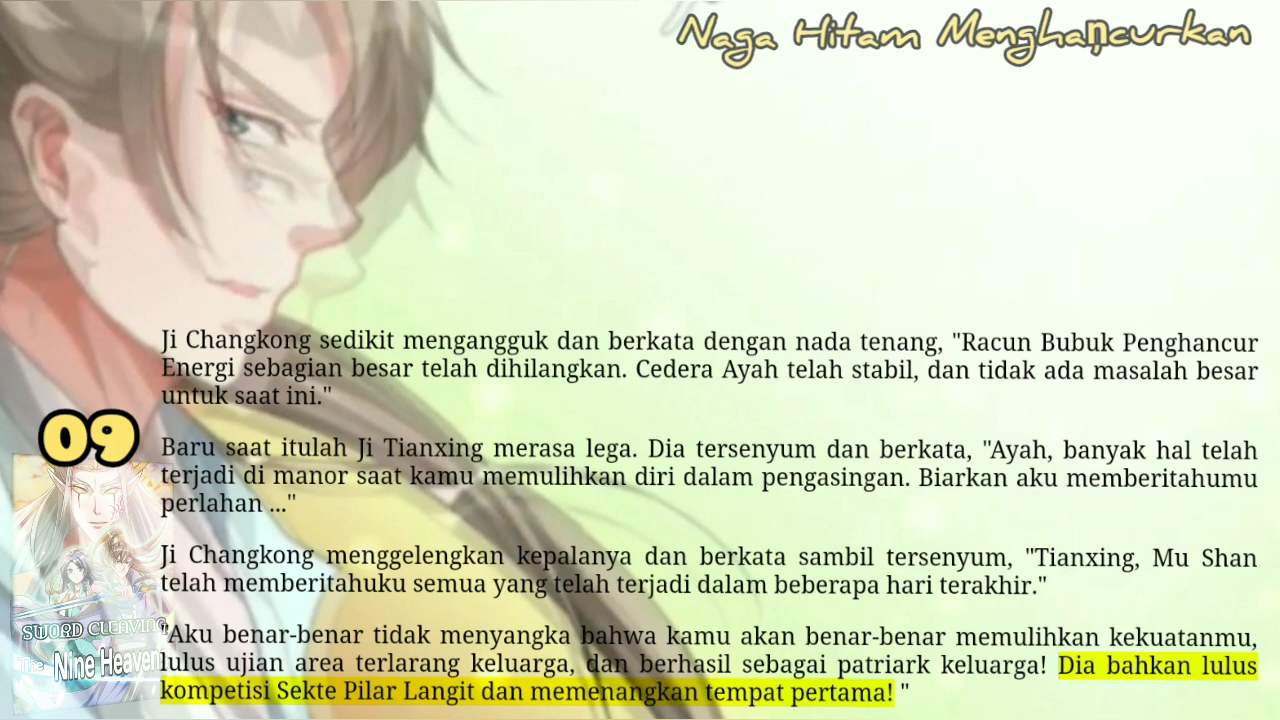 Naga Hitam Menghaņcurkan
Ji Changkong sedikit mengangguk dan berkata dengan nada tenang, "Racun Bubuk Penghancur
Energi sebagian besar telah dihilangkan. Cedera Ayah telah stabil, dan tidak ada masalah besar
untuk saat ini."
Baru saat itulah Ji Tianxing merasa lega. Dia tersenyum dan berkata, "Ayah, banyak hal telah
terjadi di manor saat kamu memulihkan diri dalam pengasingan. Biarkan aku memberitahumu
perlahan ..."
Ji Changkong menggelengkan kepalanya dan berkata sambil tersenyum, "Tianxing, Mu Shan
telah memberitahuku semua yang telah terjadi dalam beberapa hari terakhir."
"Aku benar-benar tidak menyangka bahwa kamu akan benar-benar memulihkan kekuatanmu,
lulus ujian area terlarang keluarga, dan berhasil sebagai patriark keluarga! Dia bahkan lulus
kompetisi Sekte Pilar Langit dan memenangkan tempat pertama! "
09
SWORD CLEAVING
The Nine Heaven